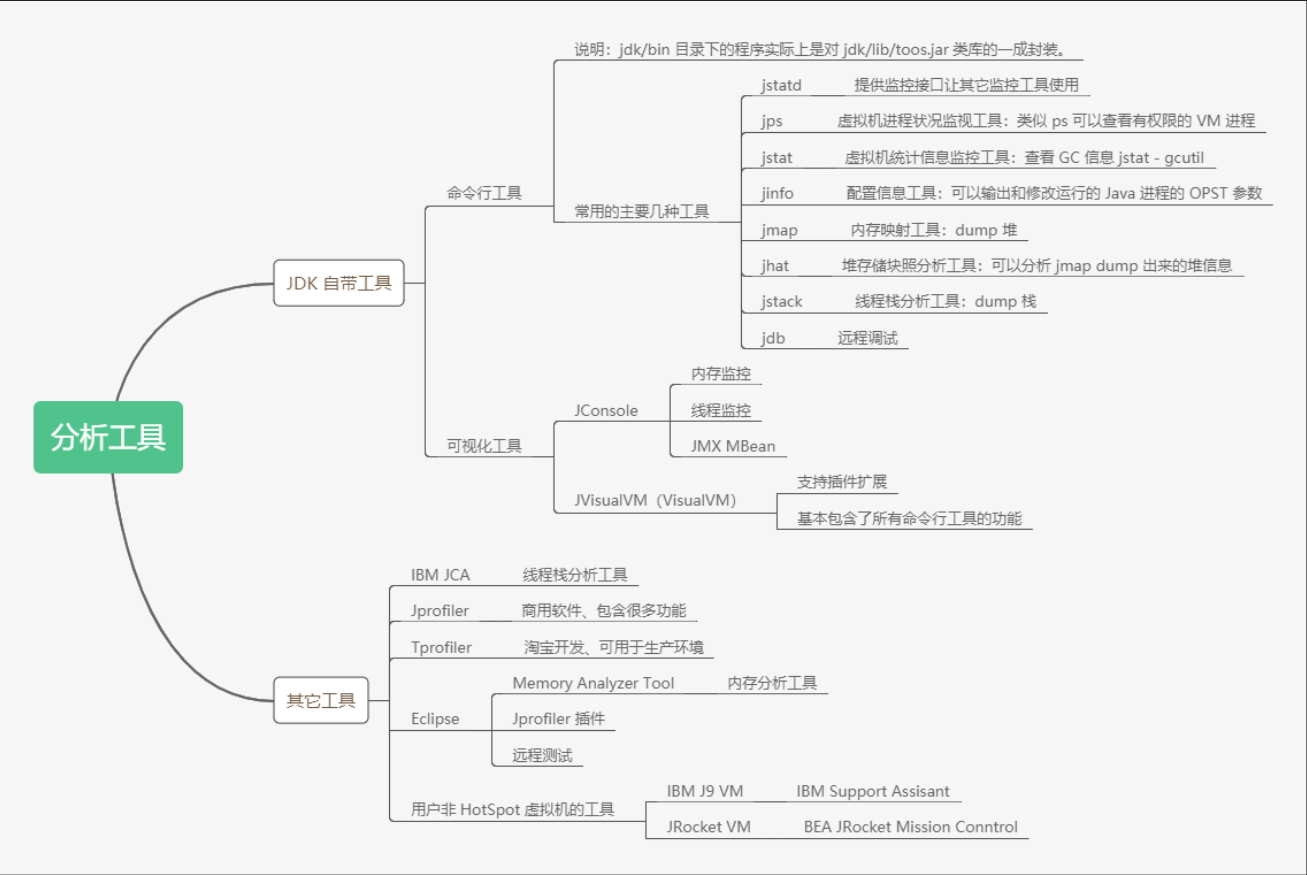 说明：jdk/bin 目录下的程序实际上是对 jdk/lib/toos.jar 类库的一成封装。
jstatd 提供监控接口让其它监控工具使用
jps 虚拟机进程状况监视工具：类似 ps 可以查看有权限的 VM 进程
jstat 虚拟机统计信息监控工具：查看 GC 信息 jstat - gcutil
命令行工具
jinfo 配置信息工具：可以输出和修改运行的 Java 进程的 OPST 参数
常用的主要几种工具
jmap 内存映射工具：dump 堆
jhat 堆存储块照分析工具：可以分析 jmap dump 出来的堆信息
JDK 自带工具
jstack 线程栈分析工具：dump 栈
jdb 远程调试
内存监控
JConsole
线程监控
分析工具
可视化工具
JMX MBean
支持插件扩展
JVisualVM（VisualVM）
基本包含了所有命令行工具的功能
IBM JCA 线程栈分析工具
Jprofiler 商用软件、包含很多功能
Tprofiler 淘宝开发、可用于生产环境
Memory Analyzer Tool 内存分析工具
其它工具
Eclipse
Jprofiler 插件
远程测试
用户非 HotSpot 虚拟机的工具
IBM J9 VM IBM Support Assisant
JRocket VM BEA JRocket Mission Conntrol